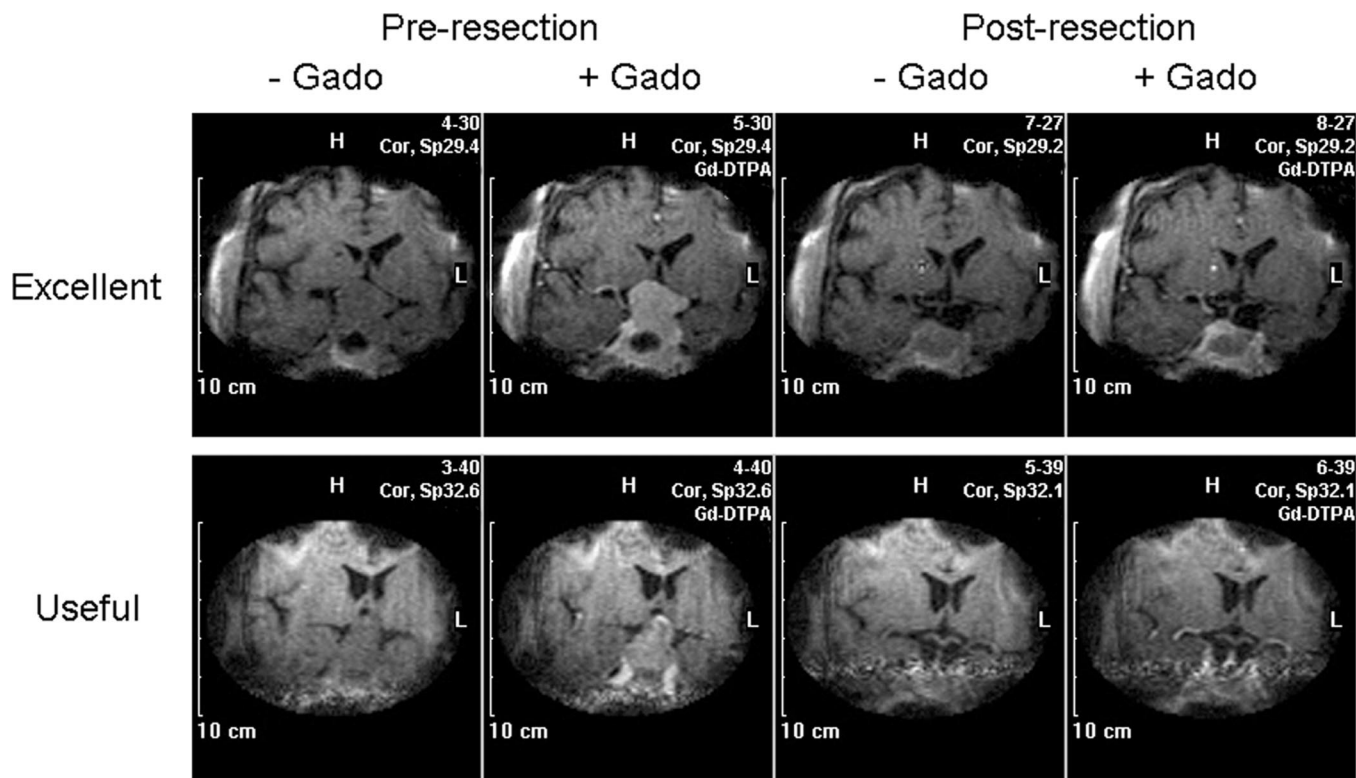 Pre-resection Post-resection
- Gado + Gado - Gado + Gado
Excellent
4-30
H Cor, Sp29.4
L
10 cm
5-30
H Cor, Sp29.4
Gd-DTPA
L
10 cm
7-27
H Cor, Sp29.2
L
10 cm
8-27
H Cor, Sp29.2
Gd-DTPA
L
10 cm
Useful
3-40
H Cor, Sp32.6
L
10 cm
4-40
H Cor, Sp32.6
Gd-DTPA
L
10 cm
5-39
H Cor, Sp32.1
L
10 cm
6-39
H Cor, Sp32.1
Gd-DTPA
L
10 cm